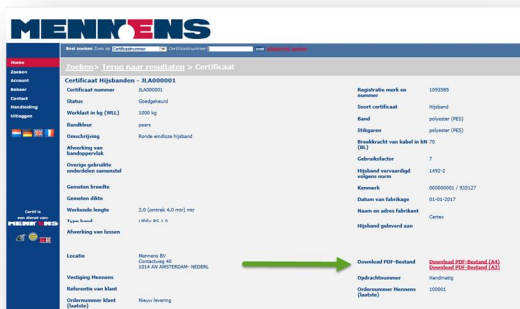 MENNENS
Snel zoeken Zoek op Certificaatnummer Certificaatnummer zoek
Home
Zoeken
Account
Beheer
Contact
Handleiding
Uitloggen
Certif is
een dienst van:
MENNENS
Zoeken> Terug naar resultaten > Certificaat
Certificaat Hijsbanden - JLA000001
Certificaat nummer JLA000001
Status Goedgekeurd
Werklast in kg (WLL) 1000 kg
Bandkleur paars
Omschrijving Ronde eindloze hijsband
Afwerking van
bandoppervlak
Overige gebruikte
onderdelen samenstel
Gemeten breedte
Gemeten dikte
Werkende lengte 2,0 (omtrek 4.0 mtr) mtr
Type band
Afwerking van lussen
Locatie Mennens BV
Contactweg 40
1014 AN AMSTERDAM- NEDERL
Vestiging Mennens
Referentie van klant
Ordernummer klant
(laatste) Nieuw levering
Registratie merk en
nummer 1093585
Soort certificaat Hijsband
Band polyester (PES)
Stikgaren polyester (PES)
Breekkracht van kabel in kN 70
(BL)
Gebruiksfactor 7
Hijsband vervaardigd
volgens norm 1492-2
Kenmerk 000000001 / 933127
Datum van fabrikage 01-01-2017
Naam en adres fabrikant
Certex
Hijsband geleverd aan
Download PDF-Bestand Download PDF-Bestand (A4)
Download PDF-Bestand (A3)
Opdrachtnummer Handmatig
Ordernummer Mennens
(laatste) 100001